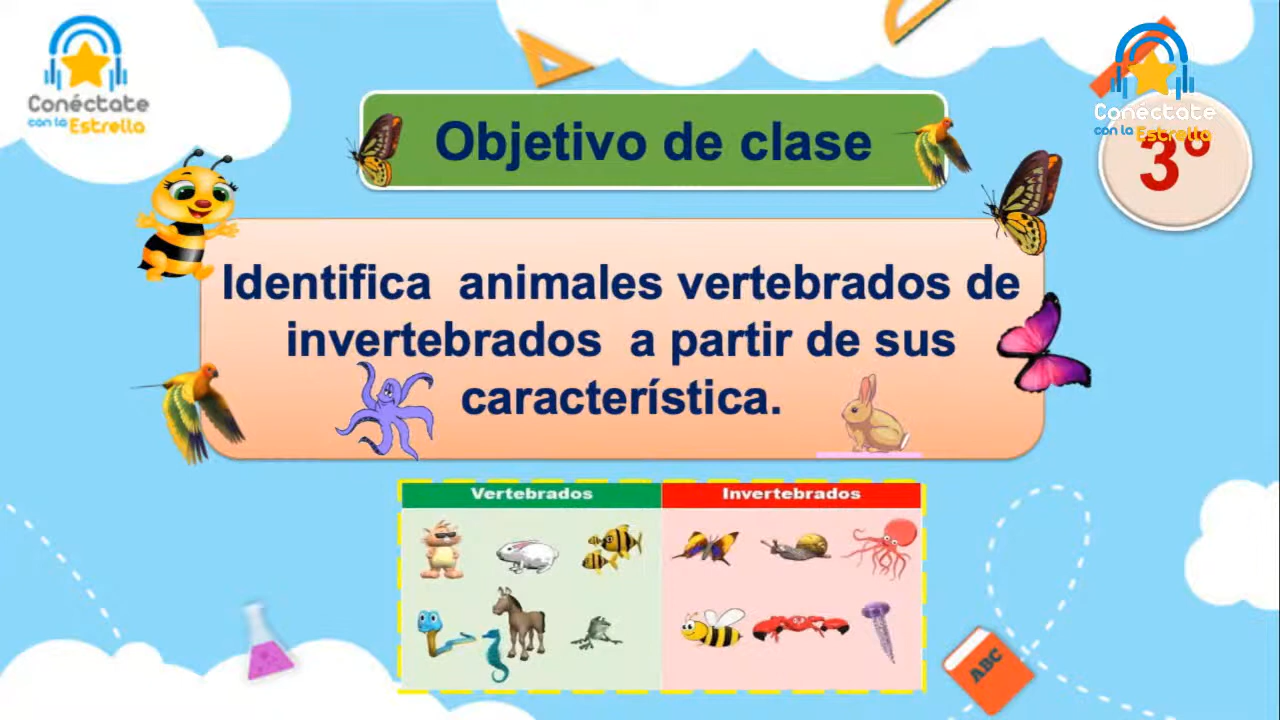 Conéctate
con la Estrella
Conéctate
con la Estrella
3°
Objetivo de clase
Identifica animales vertebrados de
invertebrados a partir de sus
característica.
Vertebrados
Invertebrados
ABC